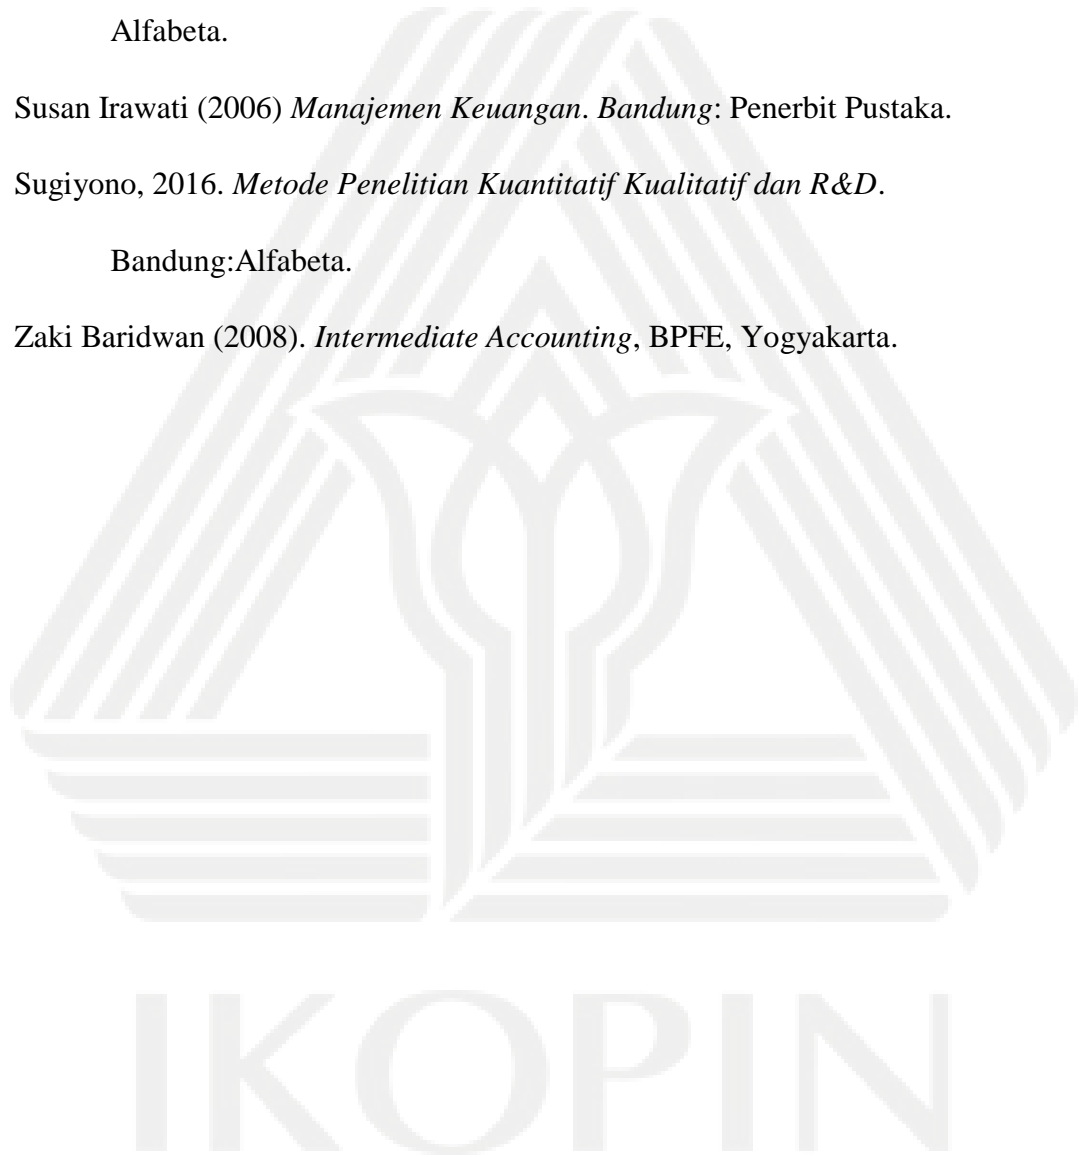 Alfabeta.
Susan Irawati (2006) Manajemen Keuangan. Bandung: Penerbit Pustaka.
Sugiyono, 2016. Metode Penelitian Kuantitatif Kualitatif dan R&D.
Bandung:Alfabeta.
Zaki Baridwan (2008). Intermediate Accounting, BPFE, Yogyakarta.
IKOPIN